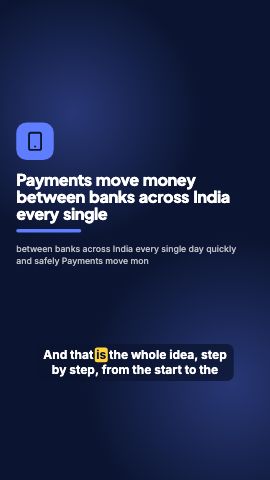 Payments move money
between banks across India
every single
between banks across India every single day quickly
and safely Payments move mon
And that is the whole idea, step
by step, from the start to the